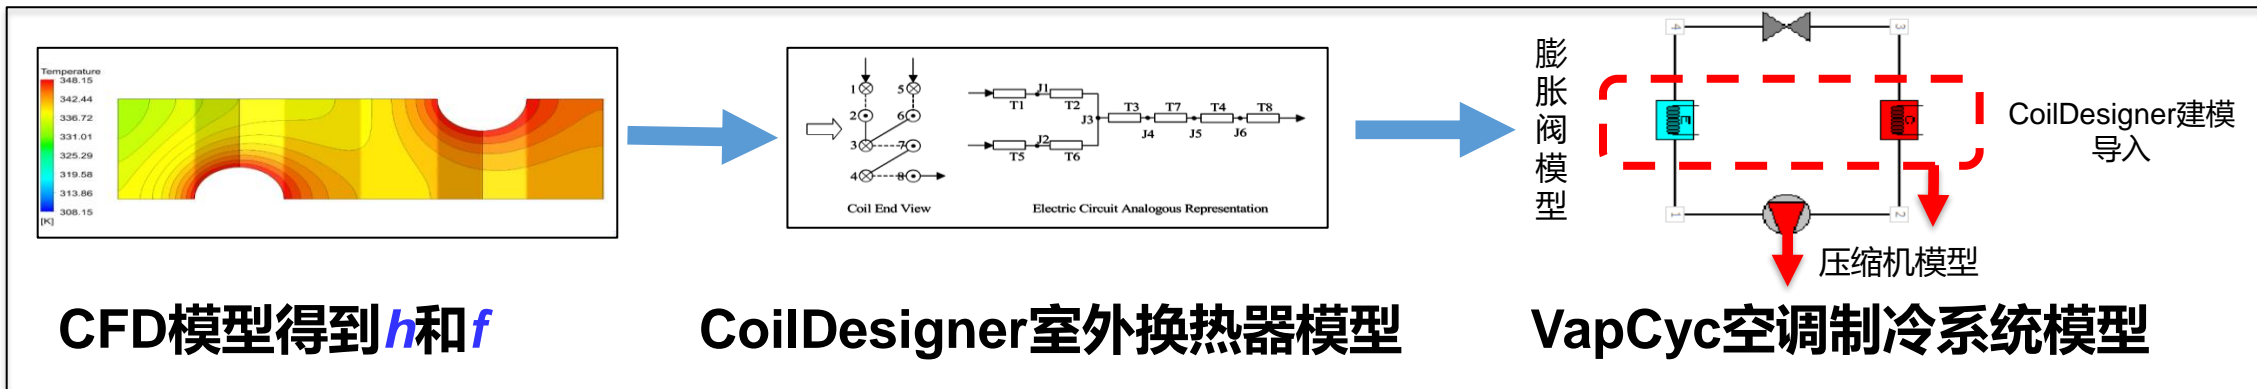 Temperature
348.15
342.44
336.72
331.01
325.29
319.58
313.86
308.15
[K]
1
5
2
6
3
7
4
8
Coil End View
J1
T1
T2
J3
T3
T7
T4
T8
J4
J5
J6
J2
T5
T6
Electric Circuit Analogous Representation
膨胀阀模型
4
3
E
C
1
2
CoilDesigner建模
导入
压缩机模型
CFD模型得到h和f
CoilDesigner室外换热器模型
VapCyc空调制冷系统模型